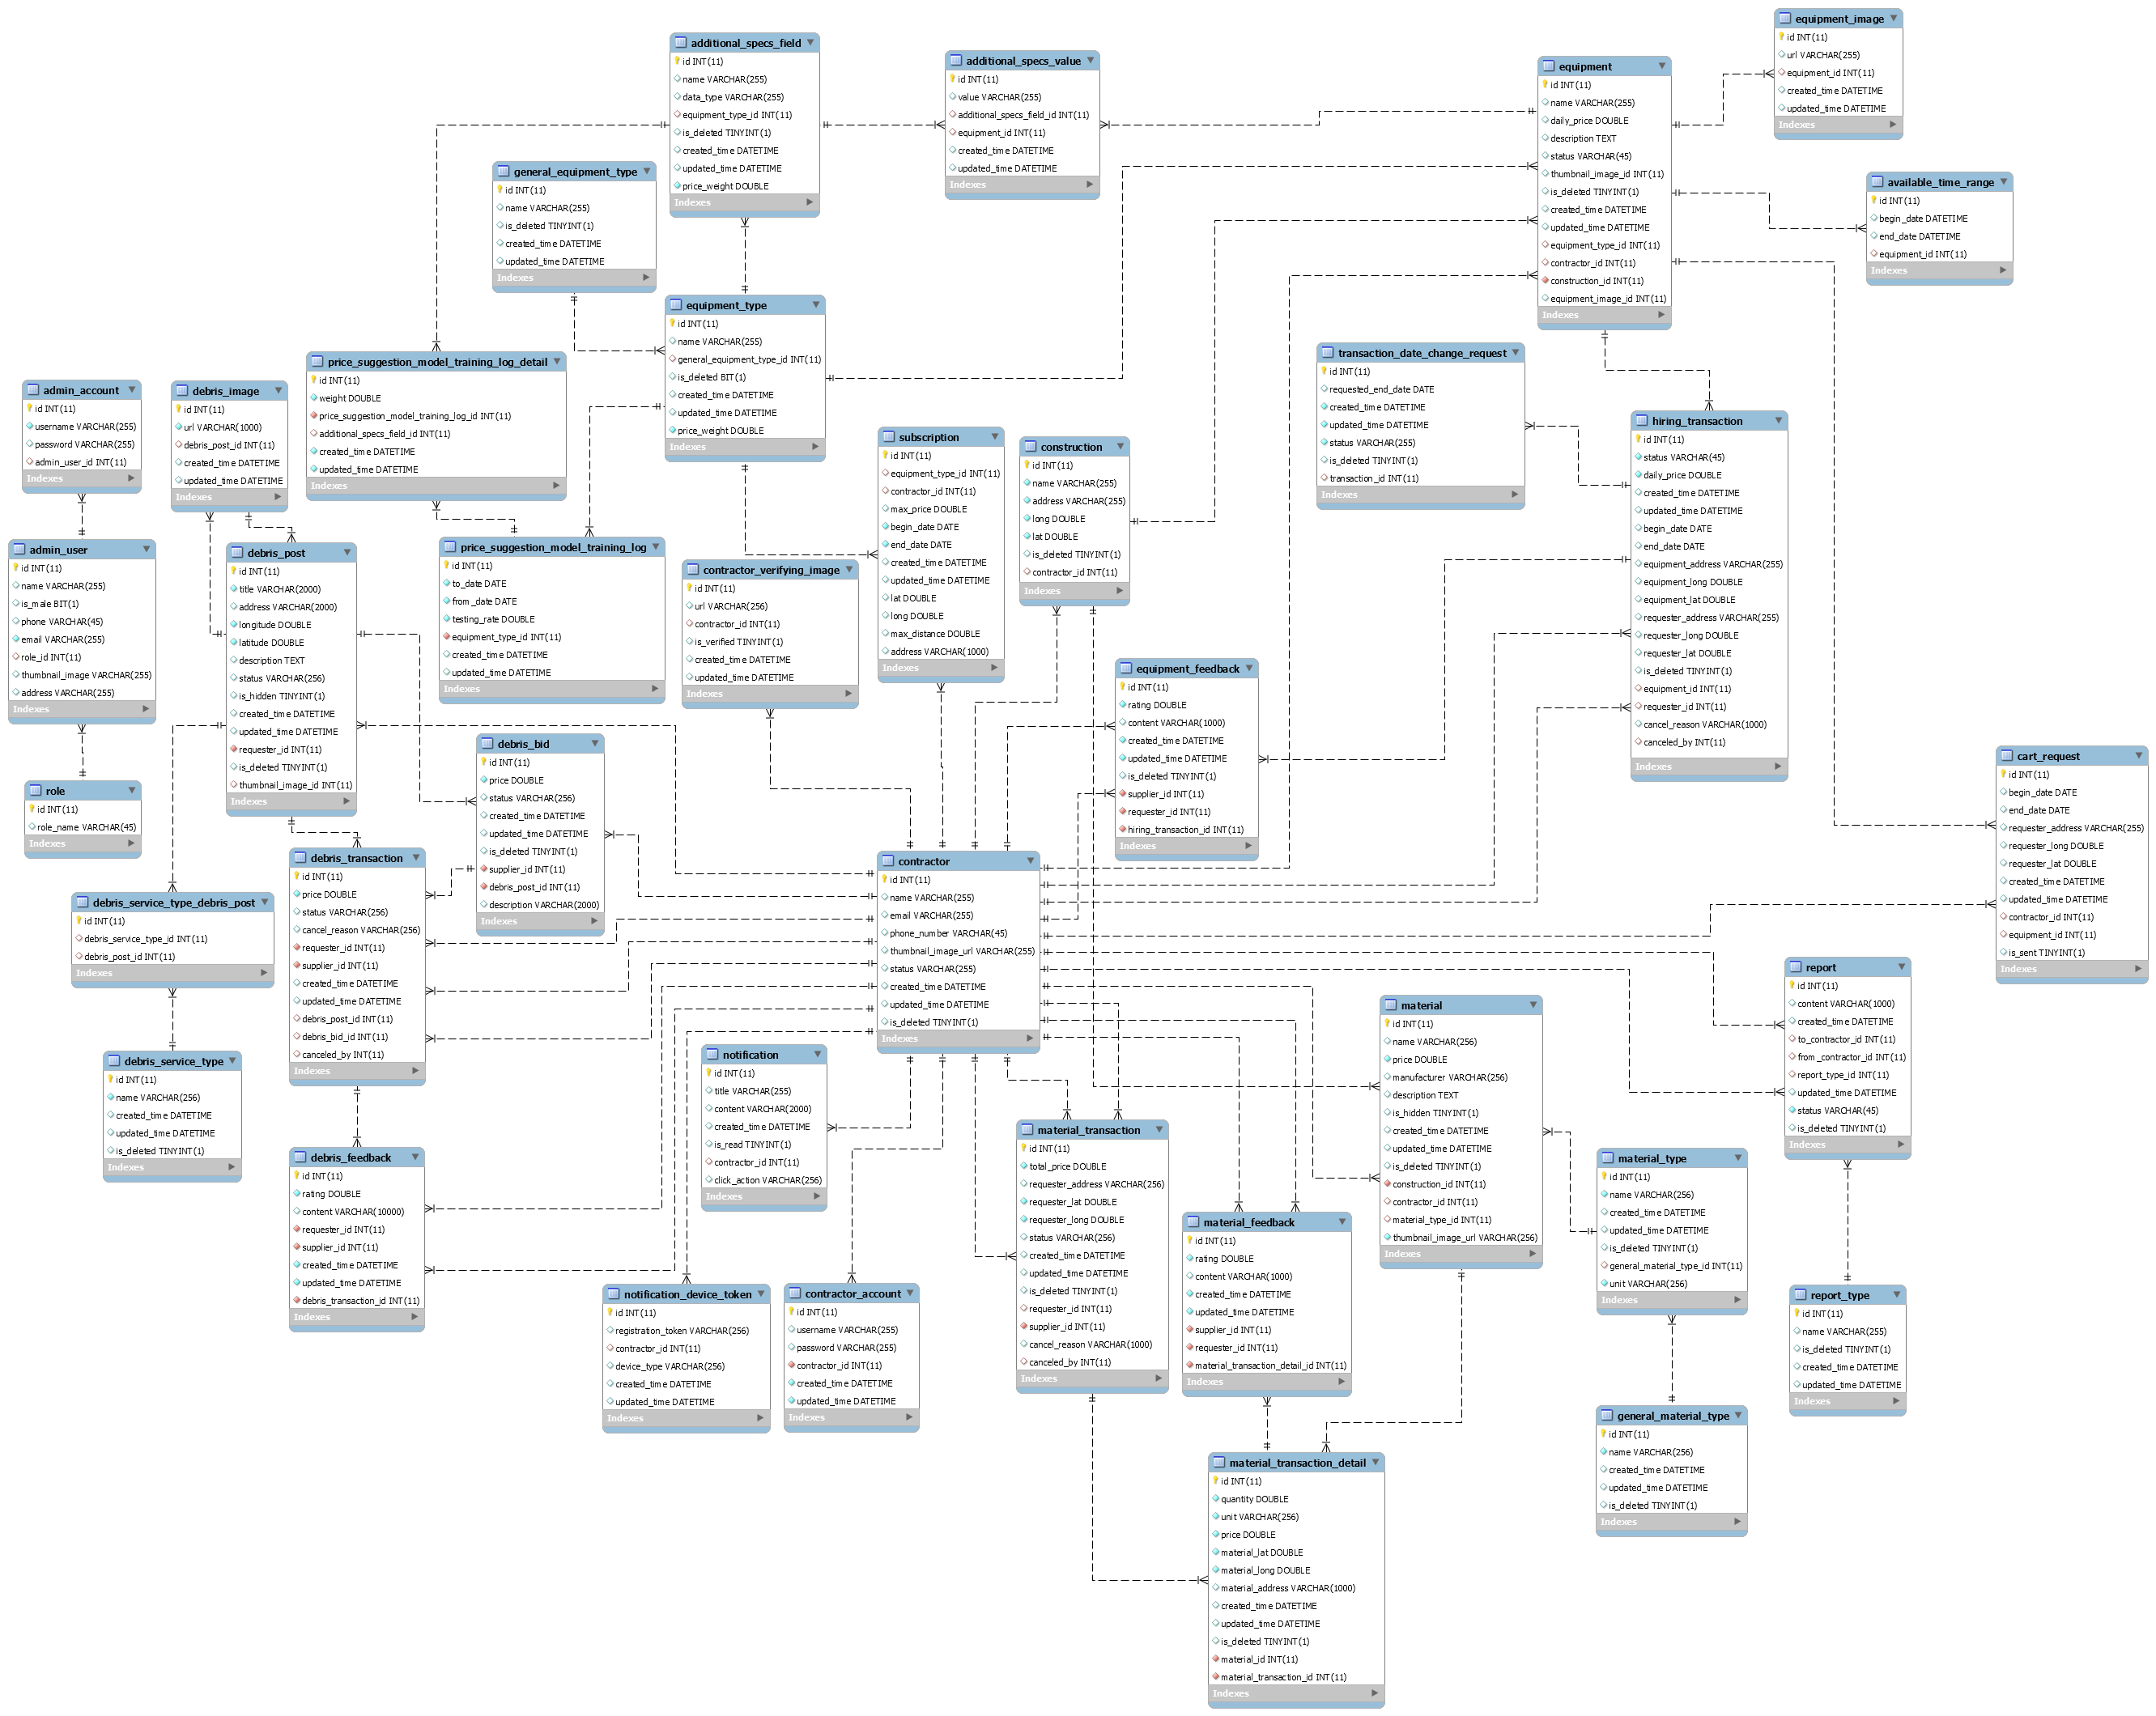 equipment_image
id INT(11)
url VARCHAR(255)
equipment_id INT(11)
created_time DATETIME
updated_time DATETIME
Indexes
additional_specs_field
id INT(11)
name VARCHAR(255)
data_type VARCHAR(255)
equipment_type_id INT(11)
is_deleted TINYINT(1)
created_time DATETIME
updated_time DATETIME
price_weight DOUBLE
Indexes
additional_specs_value
id INT(11)
value VARCHAR(255)
additional_specs_field_id INT(11)
equipment_id INT(11)
created_time DATETIME
updated_time DATETIME
Indexes
equipment
id INT(11)
name VARCHAR(255)
daily_price DOUBLE
description TEXT
status VARCHAR(45)
thumbnail_image_id INT(11)
is_deleted TINYINT(1)
created_time DATETIME
updated_time DATETIME
equipment_type_id INT(11)
contractor_id INT(11)
construction_id INT(11)
equipment_image_id INT(11)
Indexes
general_equipment_type
id INT(11)
name VARCHAR(255)
is_deleted TINYINT(1)
created_time DATETIME
updated_time DATETIME
Indexes
available_time_range
id INT(11)
begin_date DATETIME
end_date DATETIME
equipment_id INT(11)
Indexes
equipment_type
id INT(11)
name VARCHAR(255)
general_equipment_type_id INT(11)
is_deleted BIT(1)
created_time DATETIME
updated_time DATETIME
price_weight DOUBLE
Indexes
price_suggestion_model_training_log_detail
id INT(11)
weight DOUBLE
price_suggestion_model_training_log_id INT(11)
additional_specs_field_id INT(11)
created_time DATETIME
updated_time DATETIME
Indexes
transaction_date_change_request
id INT(11)
requested_end_date DATE
created_time DATETIME
updated_time DATETIME
status VARCHAR(255)
is_deleted TINYINT(1)
transaction_id INT(11)
Indexes
admin_account
id INT(11)
username VARCHAR(255)
password VARCHAR(255)
admin_user_id INT(11)
Indexes
debris_image
id INT(11)
url VARCHAR(1000)
debris_post_id INT(11)
created_time DATETIME
updated_time DATETIME
Indexes
hiring_transaction
id INT(11)
status VARCHAR(45)
daily_price DOUBLE
created_time DATETIME
updated_time DATETIME
begin_date DATE
end_date DATE
equipment_address VARCHAR(255)
equipment_long DOUBLE
equipment_lat DOUBLE
requester_address VARCHAR(255)
requester_long DOUBLE
requester_lat DOUBLE
is_deleted TINYINT(1)
equipment_id INT(11)
requester_id INT(11)
cancel_reason VARCHAR(1000)
canceled_by INT(11)
Indexes
subscription
id INT(11)
equipment_type_id INT(11)
contractor_id INT(11)
max_price DOUBLE
begin_date DATE
end_date DATE
created_time DATETIME
updated_time DATETIME
lat DOUBLE
long DOUBLE
max_distance DOUBLE
address VARCHAR(1000)
Indexes
construction
id INT(11)
name VARCHAR(255)
address VARCHAR(255)
long DOUBLE
lat DOUBLE
is_deleted TINYINT(1)
contractor_id INT(11)
Indexes
admin_user
id INT(11)
name VARCHAR(255)
is_male BIT(1)
phone VARCHAR(45)
email VARCHAR(255)
role_id INT(11)
thumbnail_image VARCHAR(255)
address VARCHAR(255)
Indexes
debris_post
id INT(11)
title VARCHAR(2000)
address VARCHAR(2000)
longitude DOUBLE
latitude DOUBLE
description TEXT
status VARCHAR(256)
is_hidden TINYINT(1)
created_time DATETIME
updated_time DATETIME
requester_id INT(11)
is_deleted TINYINT(1)
thumbnail_image_id INT(11)
Indexes
price_suggestion_model_training_log
id INT(11)
to_date DATE
from_date DATE
testing_rate DOUBLE
equipment_type_id INT(11)
created_time DATETIME
updated_time DATETIME
Indexes
contractor_verifying_image
id INT(11)
url VARCHAR(256)
contractor_id INT(11)
is_verified TINYINT(1)
created_time DATETIME
updated_time DATETIME
Indexes
equipment_feedback
id INT(11)
rating DOUBLE
content VARCHAR(1000)
created_time DATETIME
updated_time DATETIME
is_deleted TINYINT(1)
supplier_id INT(11)
requester_id INT(11)
hiring_transaction_id INT(11)
Indexes
debris_bid
id INT(11)
price DOUBLE
status VARCHAR(256)
created_time DATETIME
updated_time DATETIME
is_deleted TINYINT(1)
supplier_id INT(11)
debris_post_id INT(11)
description VARCHAR(2000)
Indexes
cart_request
id INT(11)
begin_date DATE
end_date DATE
requester_address VARCHAR(255)
requester_long DOUBLE
requester_lat DOUBLE
created_time DATETIME
updated_time DATETIME
contractor_id INT(11)
equipment_id INT(11)
is_sent TINYINT(1)
Indexes
role
id INT(11)
role_name VARCHAR(45)
Indexes
debris_transaction
id INT(11)
price DOUBLE
status VARCHAR(256)
cancel_reason VARCHAR(256)
requester_id INT(11)
supplier_id INT(11)
created_time DATETIME
updated_time DATETIME
debris_post_id INT(11)
debris_bid_id INT(11)
canceled_by INT(11)
Indexes
contractor
id INT(11)
name VARCHAR(255)
email VARCHAR(255)
phone_number VARCHAR(45)
thumbnail_image_url VARCHAR(255)
status VARCHAR(255)
created_time DATETIME
updated_time DATETIME
is_deleted TINYINT(1)
Indexes
debris_service_type_debris_post
id INT(11)
debris_service_type_id INT(11)
debris_post_id INT(11)
Indexes
report
id INT(11)
content VARCHAR(1000)
created_time DATETIME
to_contractor_id INT(11)
from_contractor_id INT(11)
report_type_id INT(11)
updated_time DATETIME
status VARCHAR(45)
is_deleted TINYINT(1)
Indexes
material
id INT(11)
name VARCHAR(256)
price DOUBLE
manufacturer VARCHAR(256)
description TEXT
is_hidden TINYINT(1)
created_time DATETIME
updated_time DATETIME
is_deleted TINYINT(1)
construction_id INT(11)
contractor_id INT(11)
material_type_id INT(11)
thumbnail_image_url VARCHAR(256)
Indexes
debris_service_type
id INT(11)
name VARCHAR(256)
created_time DATETIME
updated_time DATETIME
is_deleted TINYINT(1)
Indexes
notification
id INT(11)
title VARCHAR(255)
content VARCHAR(2000)
created_time DATETIME
is_read TINYINT(1)
contractor_id INT(11)
click_action VARCHAR(256)
Indexes
material_transaction
id INT(11)
total_price DOUBLE
requester_address VARCHAR(256)
requester_lat DOUBLE
requester_long DOUBLE
status VARCHAR(256)
created_time DATETIME
updated_time DATETIME
is_deleted TINYINT(1)
requester_id INT(11)
supplier_id INT(11)
cancel_reason VARCHAR(1000)
canceled_by INT(11)
Indexes
debris_feedback
id INT(11)
rating DOUBLE
content VARCHAR(10000)
requester_id INT(11)
supplier_id INT(11)
created_time DATETIME
updated_time DATETIME
debris_transaction_id INT(11)
Indexes
material_type
id INT(11)
name VARCHAR(256)
created_time DATETIME
updated_time DATETIME
is_deleted TINYINT(1)
general_material_type_id INT(11)
unit VARCHAR(256)
Indexes
material_feedback
id INT(11)
rating DOUBLE
content VARCHAR(1000)
created_time DATETIME
updated_time DATETIME
supplier_id INT(11)
requester_id INT(11)
material_transaction_detail_id INT(11)
Indexes
notification_device_token
id INT(11)
registration_token VARCHAR(256)
contractor_id INT(11)
device_type VARCHAR(256)
created_time DATETIME
updated_time DATETIME
Indexes
contractor_account
id INT(11)
username VARCHAR(255)
password VARCHAR(255)
contractor_id INT(11)
created_time DATETIME
updated_time DATETIME
Indexes
report_type
id INT(11)
name VARCHAR(255)
is_deleted TINYINT(1)
created_time DATETIME
updated_time DATETIME
Indexes
general_material_type
id INT(11)
name VARCHAR(256)
created_time DATETIME
updated_time DATETIME
is_deleted TINYINT(1)
Indexes
material_transaction_detail
id INT(11)
quantity DOUBLE
unit VARCHAR(256)
price DOUBLE
material_lat DOUBLE
material_long DOUBLE
material_address VARCHAR(1000)
created_time DATETIME
updated_time DATETIME
is_deleted TINYINT(1)
material_id INT(11)
material_transaction_id INT(11)
Indexes